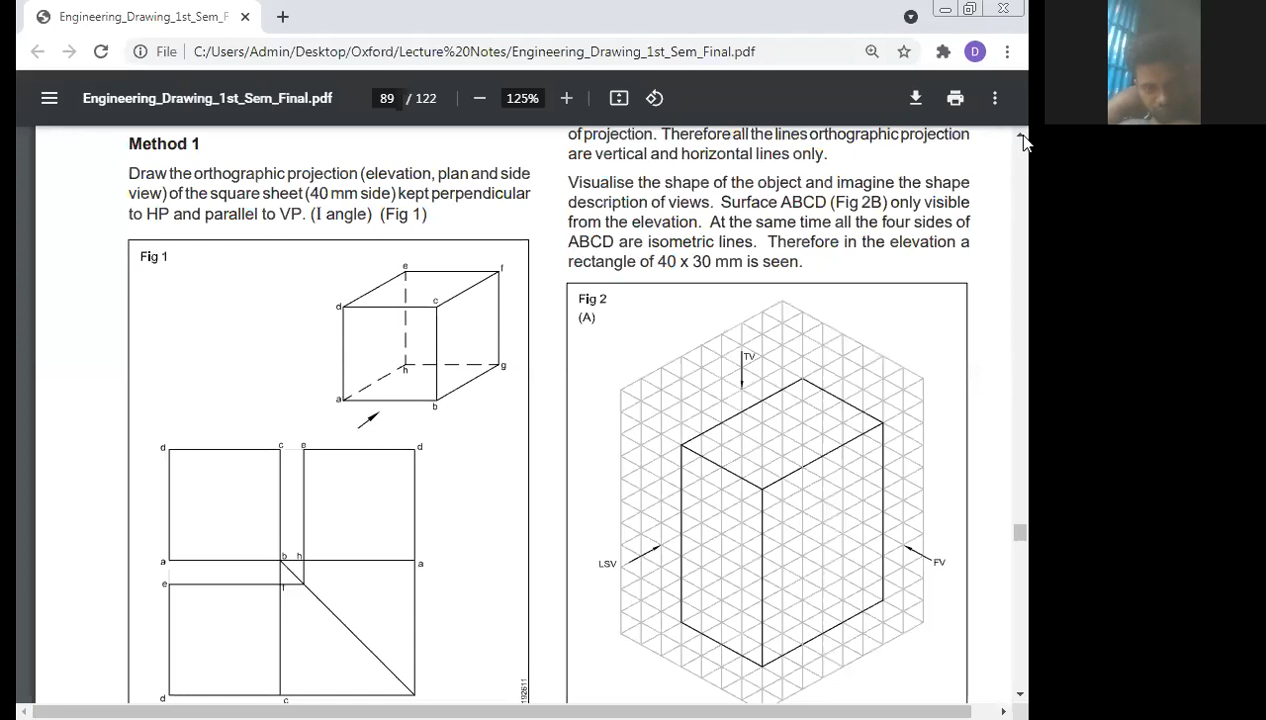 Engineering_Drawing_1st_Sem_F
File
C:/Users/Admin/Desktop/Oxford/Lecture%20Notes/Engineering_Drawing_1st_Sem_Final.pdf
D
Engineering_Drawing_1st_Sem_Final.pdf
89 / 122
125%
Method 1
Draw the orthographic projection (elevation, plan and side
view) of the square sheet (40 mm side) kept perpendicular
to HP and parallel to VP. (I angle) (Fig 1)
Fig 1
e
f
d
c
h
g
a
b
d
c
e
d
a
b
h
a
e
f
d
c
of projection. Therefore all the lines orthographic projection
are vertical and horizontal lines only.
Visualise the shape of the object and imagine the shape
description of views. Surface ABCD (Fig 2B) only visible
from the elevation. At the same time all the four sides of
ABCD are isometric lines. Therefore in the elevation a
rectangle of 40 x 30 mm is seen.
Fig 2
(A)
TV
LSV
FV